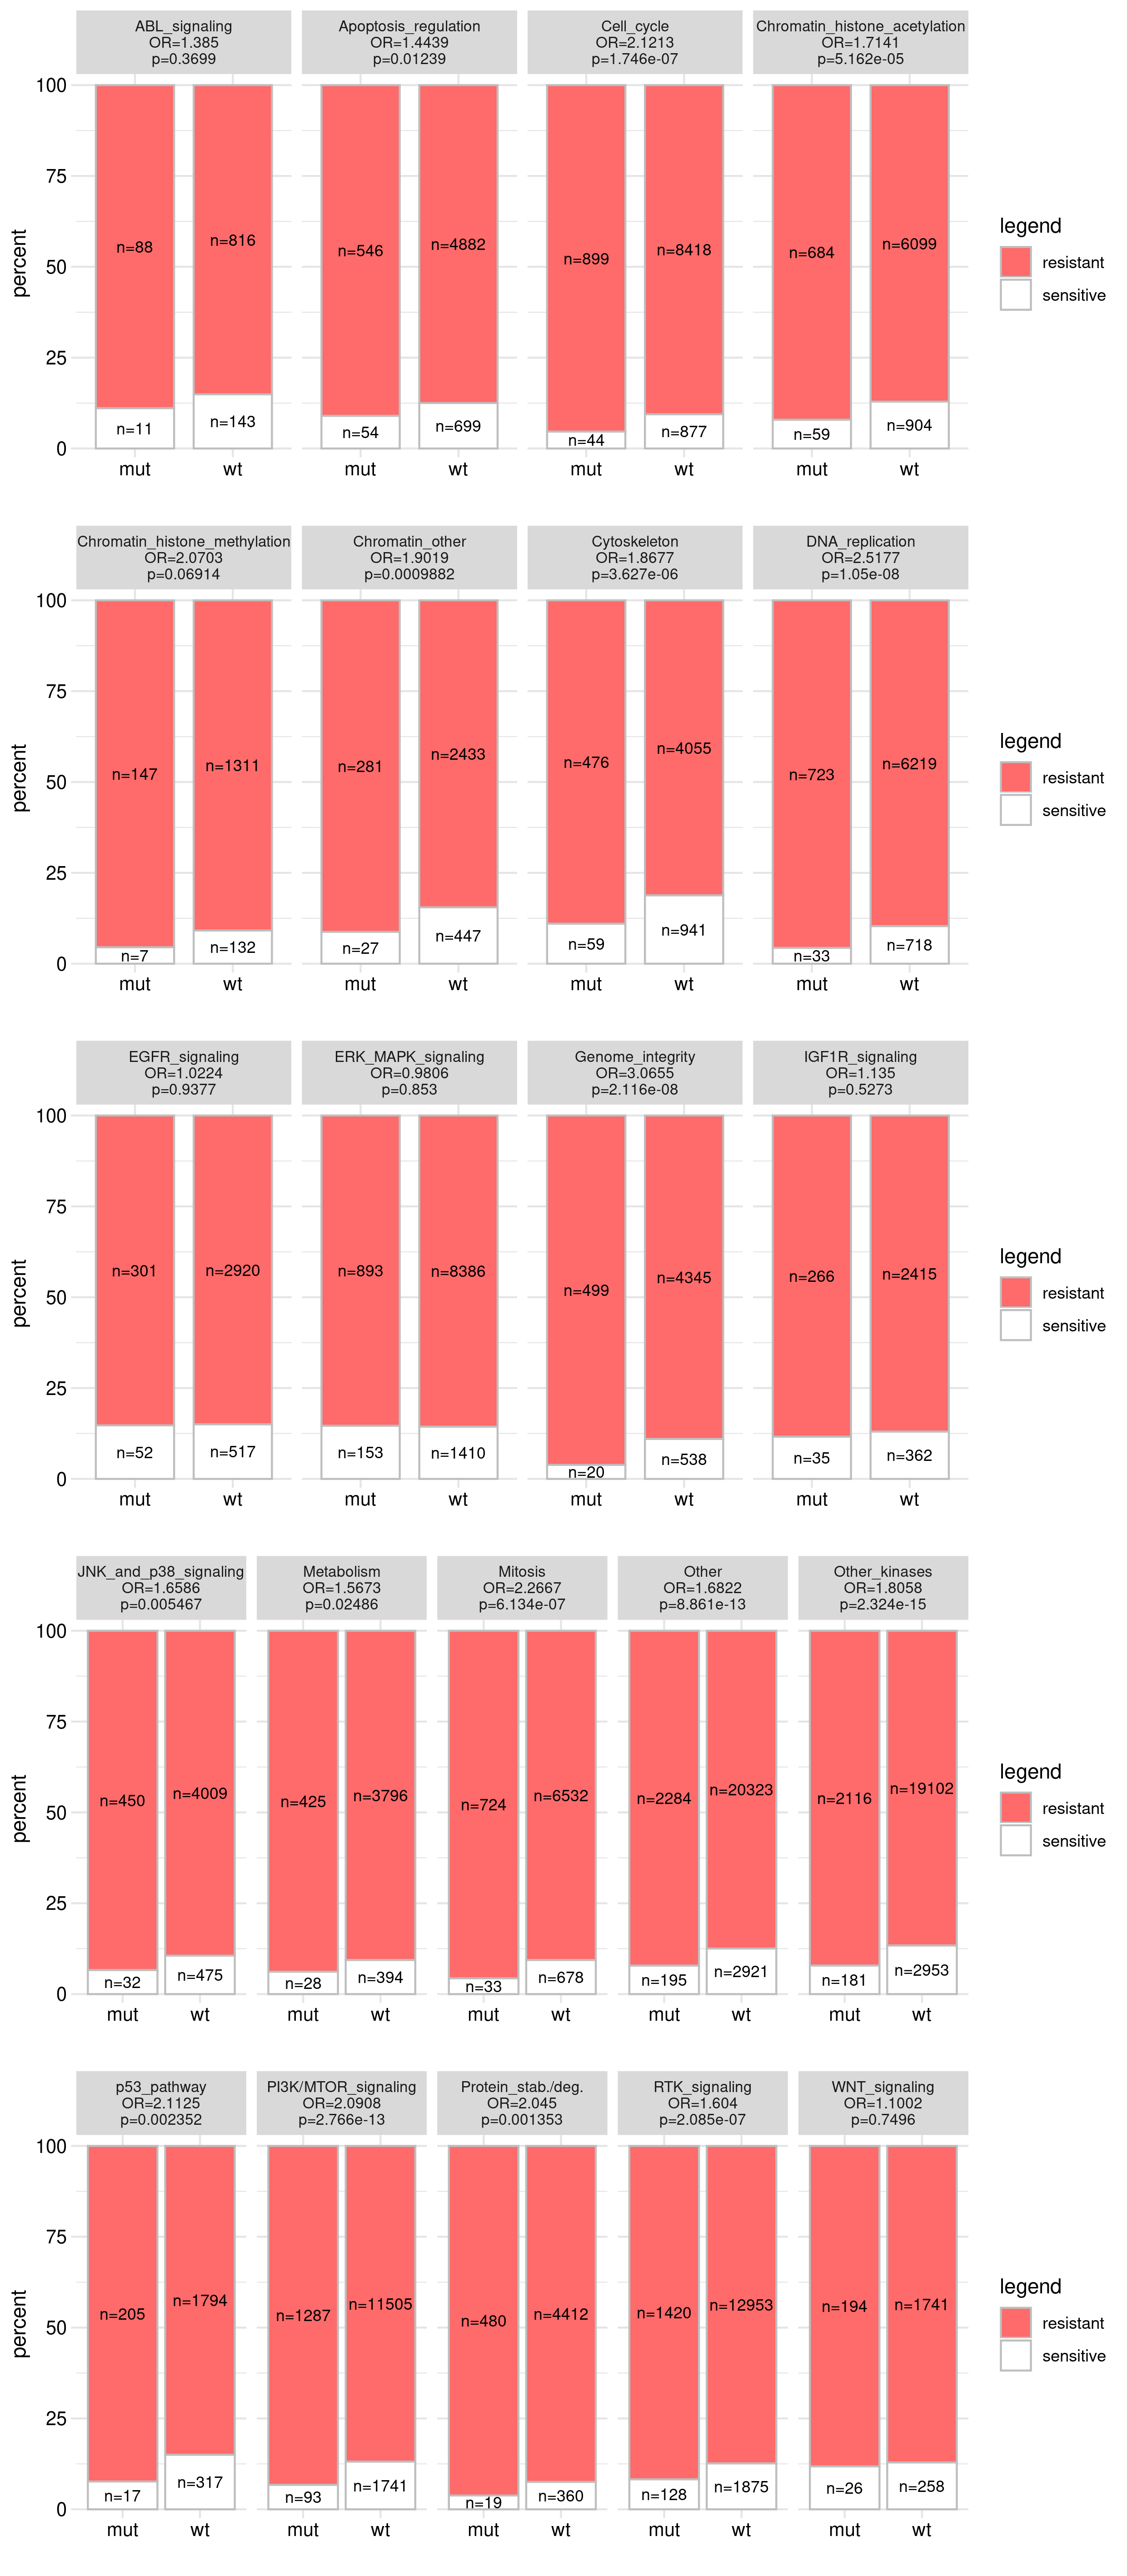 ABL_signaling
OR=1.385
p=0.3699
Apoptosis_regulation
OR=1.4439
p=0.01239
Cell_cycle
OR=2.1213
p=1.746e-07
Chromatin_histone_acetylation
OR=1.7141
p=5.162e-05
percent
100
75
50
25
0
n=88
n=816
n=546
n=4882
n=899
n=8418
n=684
n=6099
n=11
n=143
n=54
n=699
n=44
n=877
n=59
n=904
mut
wt
mut
wt
mut
wt
mut
wt
legend
resistant
sensitive
Chromatin_histone_methylation
OR=2.0703
p=0.06914
Chromatin_other
OR=1.9019
p=0.0009882
Cytoskeleton
OR=1.8677
p=3.627e-06
DNA_replication
OR=2.5177
p=1.05e-08
percent
100
75
50
25
0
n=147
n=1311
n=281
n=2433
n=476
n=4055
n=723
n=6219
n=7
n=132
n=27
n=447
n=59
n=941
n=33
n=718
mut
wt
mut
wt
mut
wt
mut
wt
legend
resistant
sensitive
EGFR_signaling
OR=1.0224
p=0.9377
ERK_MAPK_signaling
OR=0.9806
p=0.853
Genome_integrity
OR=3.0655
p=2.116e-08
IGF1R_signaling
OR=1.135
p=0.5273
percent
100
75
50
25
0
n=301
n=2920
n=893
n=8386
n=499
n=4345
n=266
n=2415
n=52
n=517
n=153
n=1410
n=20
n=538
n=35
n=362
mut
wt
mut
wt
mut
wt
mut
wt
legend
resistant
sensitive
JNK_and_p38_signaling
OR=1.6586
p=0.005467
Metabolism
OR=1.5673
p=0.02486
Mitosis
OR=2.2667
p=6.134e-07
Other
OR=1.6822
p=8.861e-13
Other_kinases
OR=1.8058
p=2.324e-15
percent
100
75
50
25
0
n=450
n=4009
n=425
n=3796
n=724
n=6532
n=2284
n=20323
n=2116
n=19102
n=32
n=475
n=28
n=394
n=33
n=678
n=195
n=2921
n=181
n=2953
mut
wt
mut
wt
mut
wt
mut
wt
mut
wt
legend
resistant
sensitive
p53_pathway
OR=2.1125
p=0.002352
PI3K/MTOR_signaling
OR=2.0908
p=2.766e-13
Protein_stab./deg.
OR=2.045
p=0.001353
RTK_signaling
OR=1.604
p=2.085e-07
WNT_signaling
OR=1.1002
p=0.7496
percent
100
75
50
25
0
n=205
n=1794
n=1287
n=11505
n=480
n=4412
n=1420
n=12953
n=194
n=1741
n=17
n=317
n=93
n=1741
n=19
n=360
n=128
n=1875
n=26
n=258
mut
wt
mut
wt
mut
wt
mut
wt
mut
wt
legend
resistant
sensitive